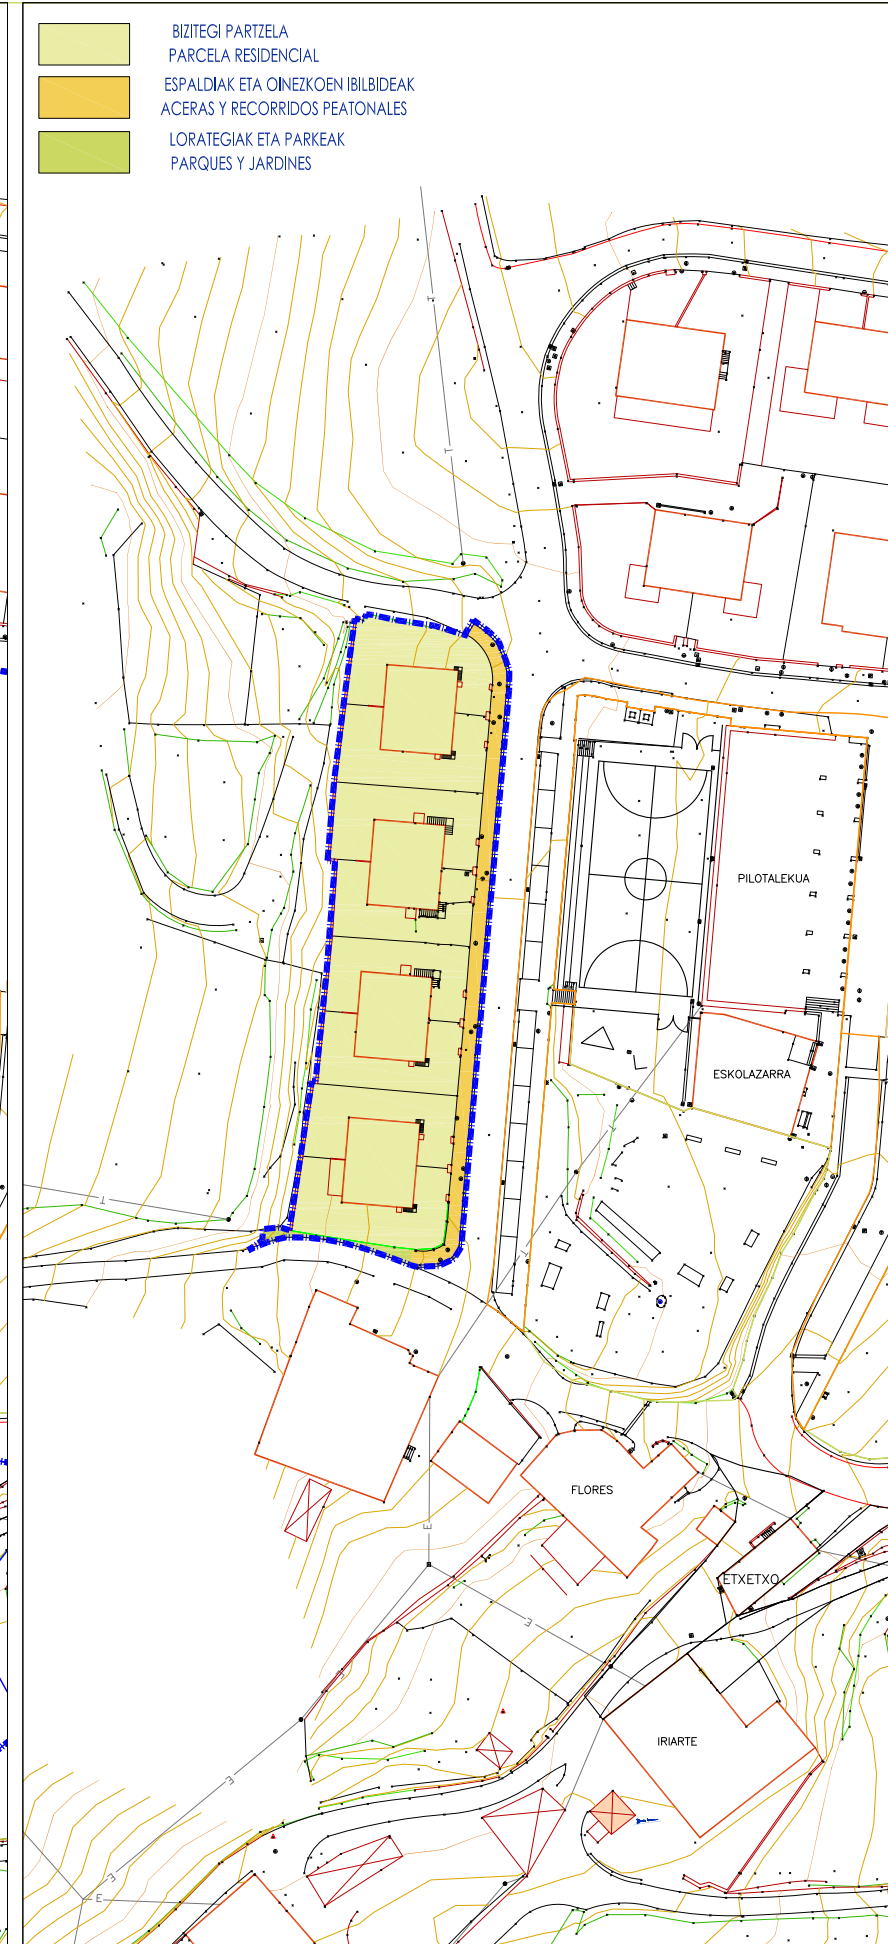 BIZITEGI PARTZELA
PARCELA RESIDENCIAL
ESPALDIAK ETA OINEZKOEN IBILBIDEAK
ACERAS Y RECORRIDOS PEATONALES
LORATEGIAK ETA PARKEAK
PARQUES Y JARDINES
T
T
PILOTALEKUA
ESKOLAZARRA
T
T
T
FLORES
E
ETXETXO
E
E
IRIARTE
E
E
E